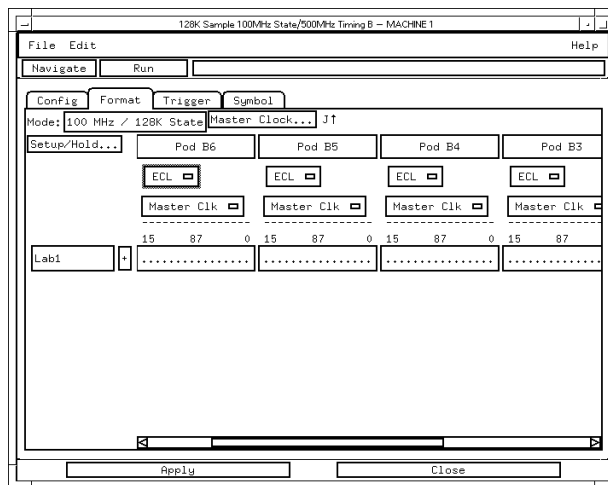 128K Sample 100MHz State/500MHz Timing B – MACHINE 1
File Edit Help
Navigate Run
Config Format Trigger Symbol
Mode: 100 MHz / 128K State Master Clock... J↑
Setup/Hold... Pod B6 Pod B5 Pod B4 Pod B3
ECL ECL ECL ECL
Master Clk Master Clk Master Clk Master Clk
15 87 0 15 87 0 15 87 0 15 87
Lab1 + ................ ................ ................ ................
Apply Close